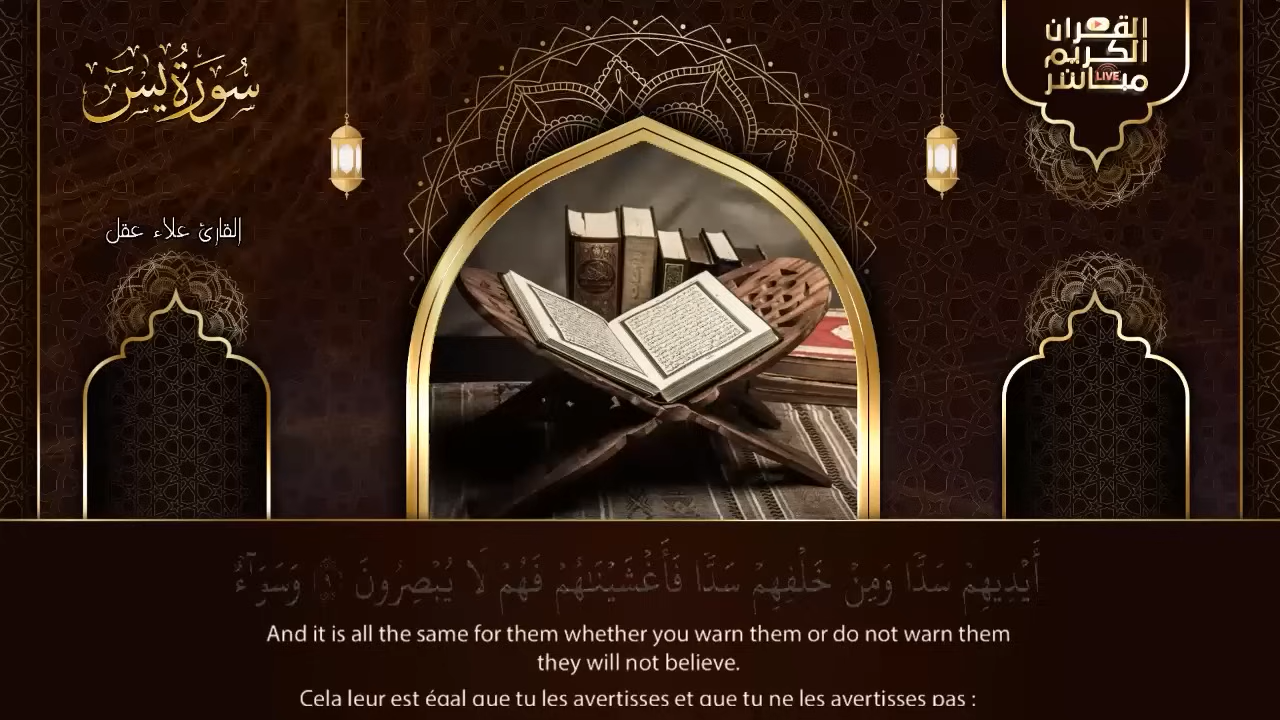 سُورَةُ يسٓ
القرآن
الكريم
مباشر
LIVE
القارئ علاء عقل
أَيْدِيهِمْ سَدًّا وَمِنْ خَلْفِهِمْ سَدًّا فَأَغْشَيْنَٰهُمْ فَهُمْ لَا يُبْصِرُونَ ٩ وَسَوَآءٌ
And it is all the same for them whether you warn them or do not warn them
they will not believe.
Cela leur est égal que tu les avertisses et que tu ne les avertisses pas :